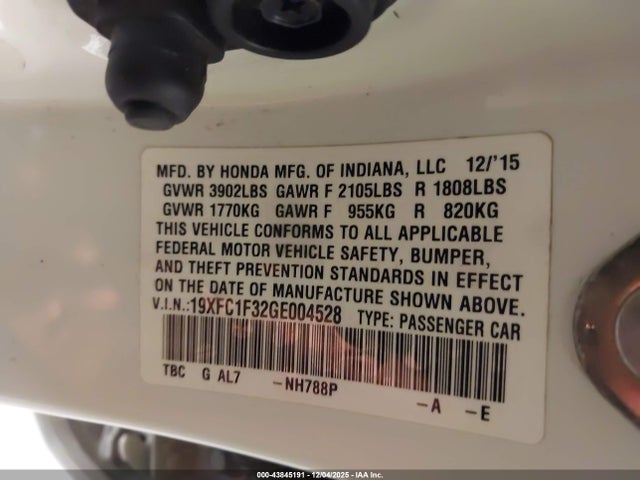 MFD. BY HONDA MFG. OF INDIANA, LLC 12/'15
GVWR 3902LBS GAWR F 2105LBS R 1808LBS
GVWR 1770KG GAWR F 955KG R 820KG
THIS VEHICLE CONFORMS TO ALL APPLICABLE
FEDERAL MOTOR VEHICLE SAFETY, BUMPER,
AND THEFT PREVENTION STANDARDS IN EFFECT
ON THE DATE OF MANUFACTURE SHOWN ABOVE.
V.I.N.:19XFC1F32GE004528 TYPE: PASSENGER CAR
TBC G AL7 -NH788P -A -E
000-43845191 - 12/04/2025 - IAA Inc.